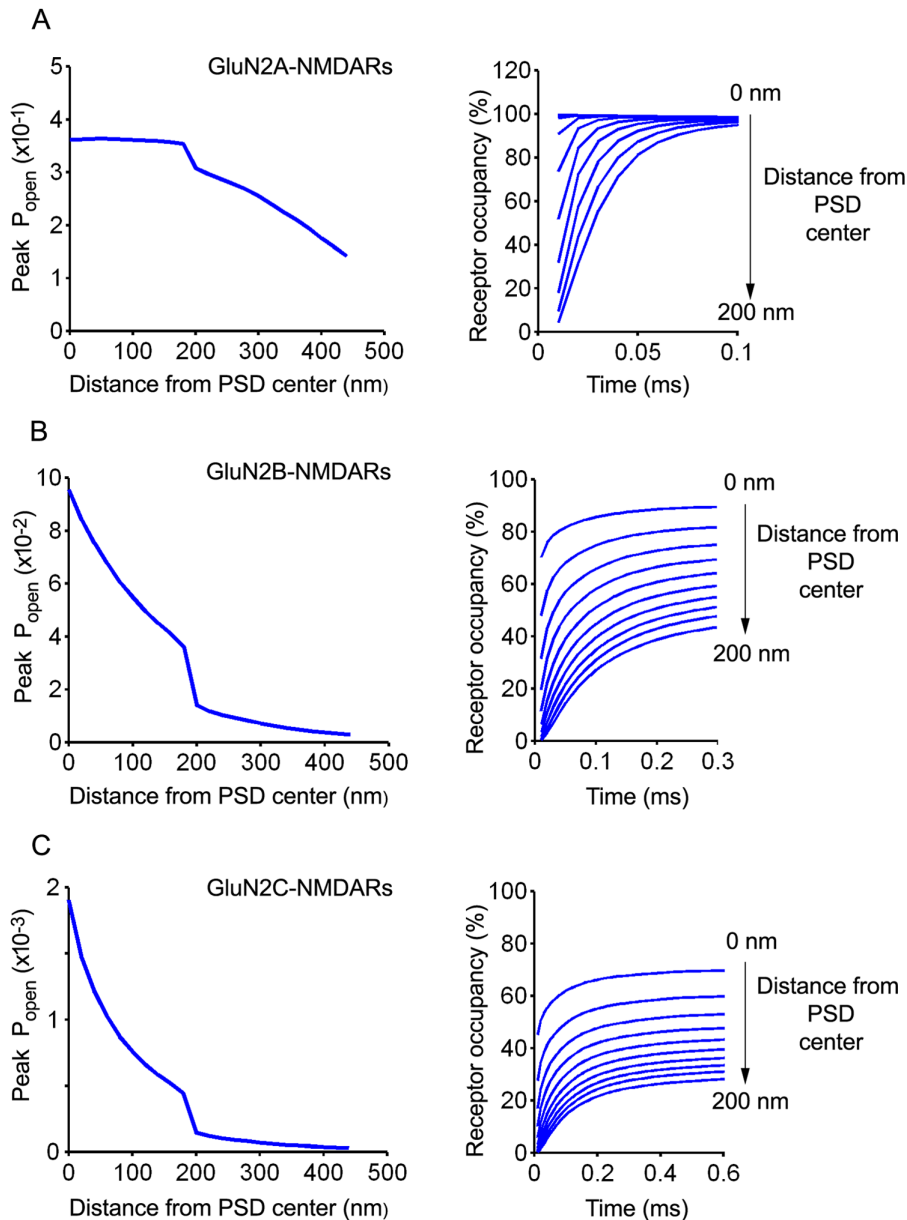 A
GluN2A-NMDARs
Peak Popen (x10-1)
5
4
3
2
1
0
0 100 200 300 400 500
Distance from PSD center (nm)
Receptor occupancy (%)
120
100
80
60
40
20
0
0 0.05 0.1
Time (ms)
0 nm
Distance from
PSD
center
200 nm
B
GluN2B-NMDARs
Peak Popen (x10-2)
10
8
6
4
2
0
0 100 200 300 400 500
Distance from PSD center (nm)
Receptor occupancy (%)
100
80
60
40
20
0
0 0.1 0.2 0.3
Time (ms)
0 nm
Distance from
PSD
center
200 nm
C
GluN2C-NMDARs
Peak Popen (x10-3)
2
1
0
0 100 200 300 400 500
Distance from PSD center (nm)
Receptor occupancy (%)
100
80
60
40
20
0
0 0.2 0.4 0.6
Time (ms)
0 nm
Distance from
PSD
center
200 nm